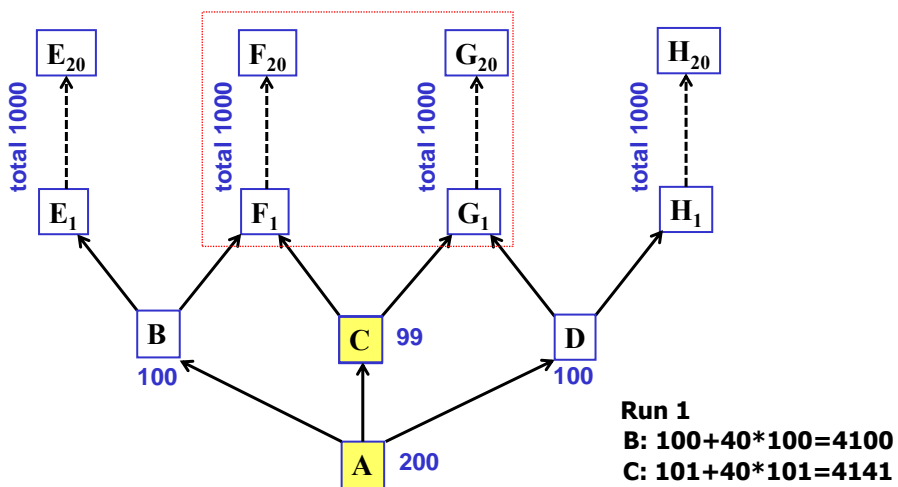 E20
F20
G20
H20
total 1000
total 1000
total 1000
total 1000
E1
F1
G1
H1
B
C
99
D
100
100
A
200
Run 1
B: 100+40*100=4100
C: 101+40*101=4141